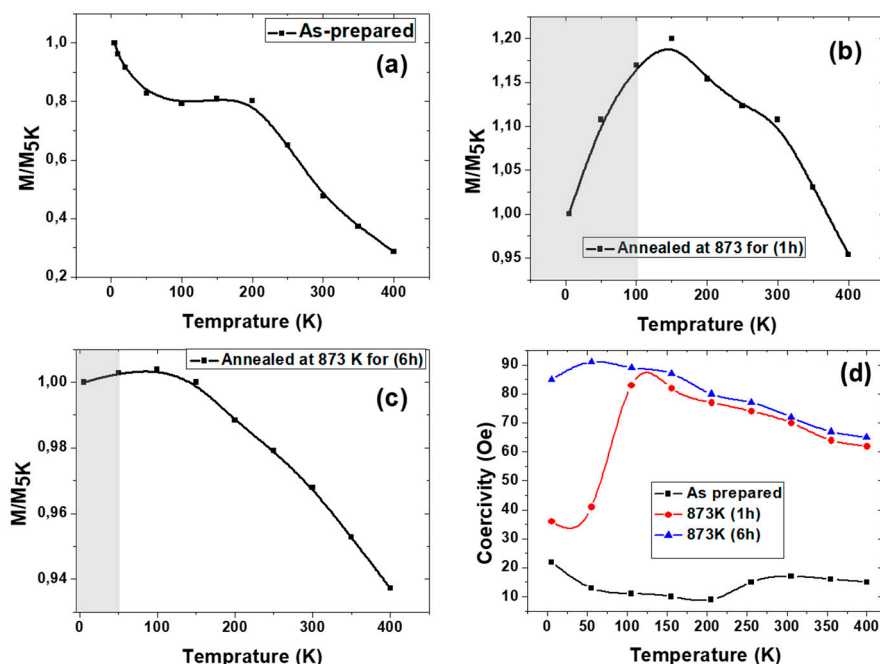 As-prepared
(a)
1,0
0,8
0,6
0,4
0,2
M/M5K
0 100 200 300 400
Temprature (K)
(b)
1,20
1,15
1,10
1,05
1,00
0,95
M/M5K
Annealed at 873 for (1h)
0 100 200 300 400
Temprature (K)
Annealed at 873 K for (6h)
(c)
1,00
0,98
0,96
0,94
M/M5K
0 100 200 300 400
Temprature (K)
(d)
90
80
70
60
50
40
30
20
10
Coercivity (Oe)
As prepared
873K (1h)
873K (6h)
0 50 100 150 200 250 300 350 400
Temperature (K)